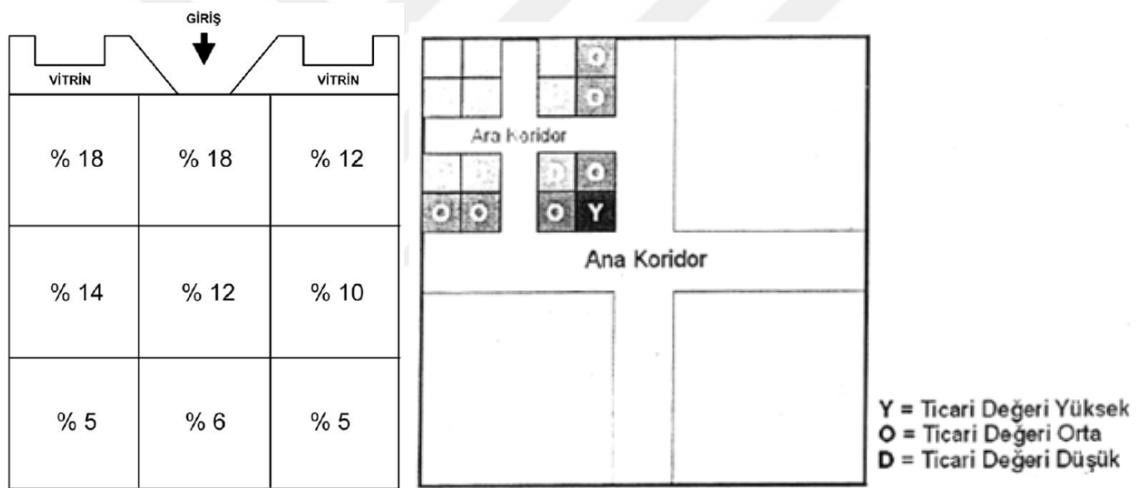 GİRİŞ
VİTRİN VİTRİN
% 18 % 18 % 12
% 14 % 12 % 10
% 5 % 6 % 5
O
O
Ara Koridor
D O
O O O Y
Ana Koridor
Y = Ticari Değeri Yüksek
O = Ticari Değeri Orta
D = Ticari Değeri Düşük